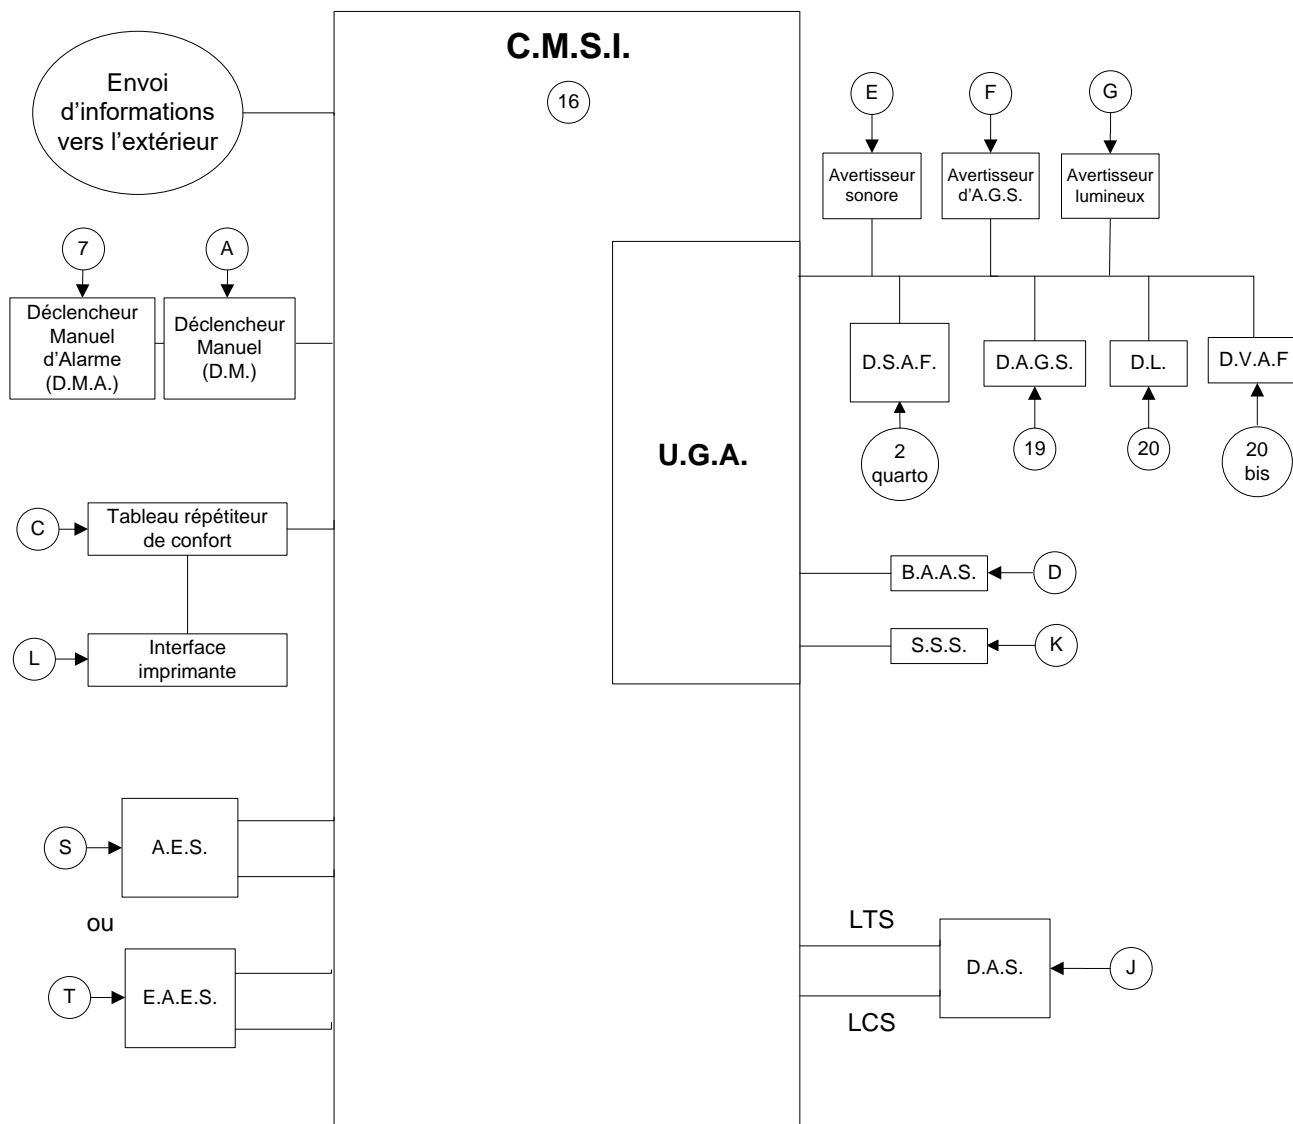 C.M.S.I.
16
Envoi
d'informations
vers l'extérieur
7
A
Déclencheur
Manuel
d'Alarme
(D.M.A.)
Déclencheur
Manuel
(D.M.)
C
Tableau répétiteur
de confort
L
Interface
imprimante
S
A.E.S.
ou
T
E.A.E.S.
U.G.A.
E
F
G
Avertisseur
sonore
Avertisseur
d'A.G.S.
Avertisseur
lumineux
D.S.A.F.
D.A.G.S.
D.L.
D.V.A.F
2
quarto
19
20
20
bis
B.A.A.S.
D
S.S.S.
K
LTS
D.A.S.
J
LCS